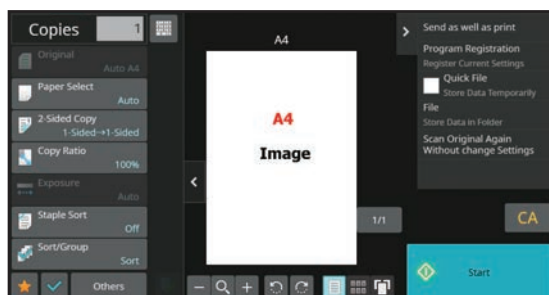 Copies
1
Original
Auto A4
Paper Select
Auto
2-Sided Copy
1-Sided→1-Sided
Copy Ratio
100%
Exposure
Auto
Staple Sort
Off
Sort/Group
Sort
Others
A4
A4
Image
1/1
Send as well as print
Program Registration
Register Current Settings
Quick File
Store Data Temporarily
File
Store Data in Folder
Scan Original Again
Without change Settings
CA
Start